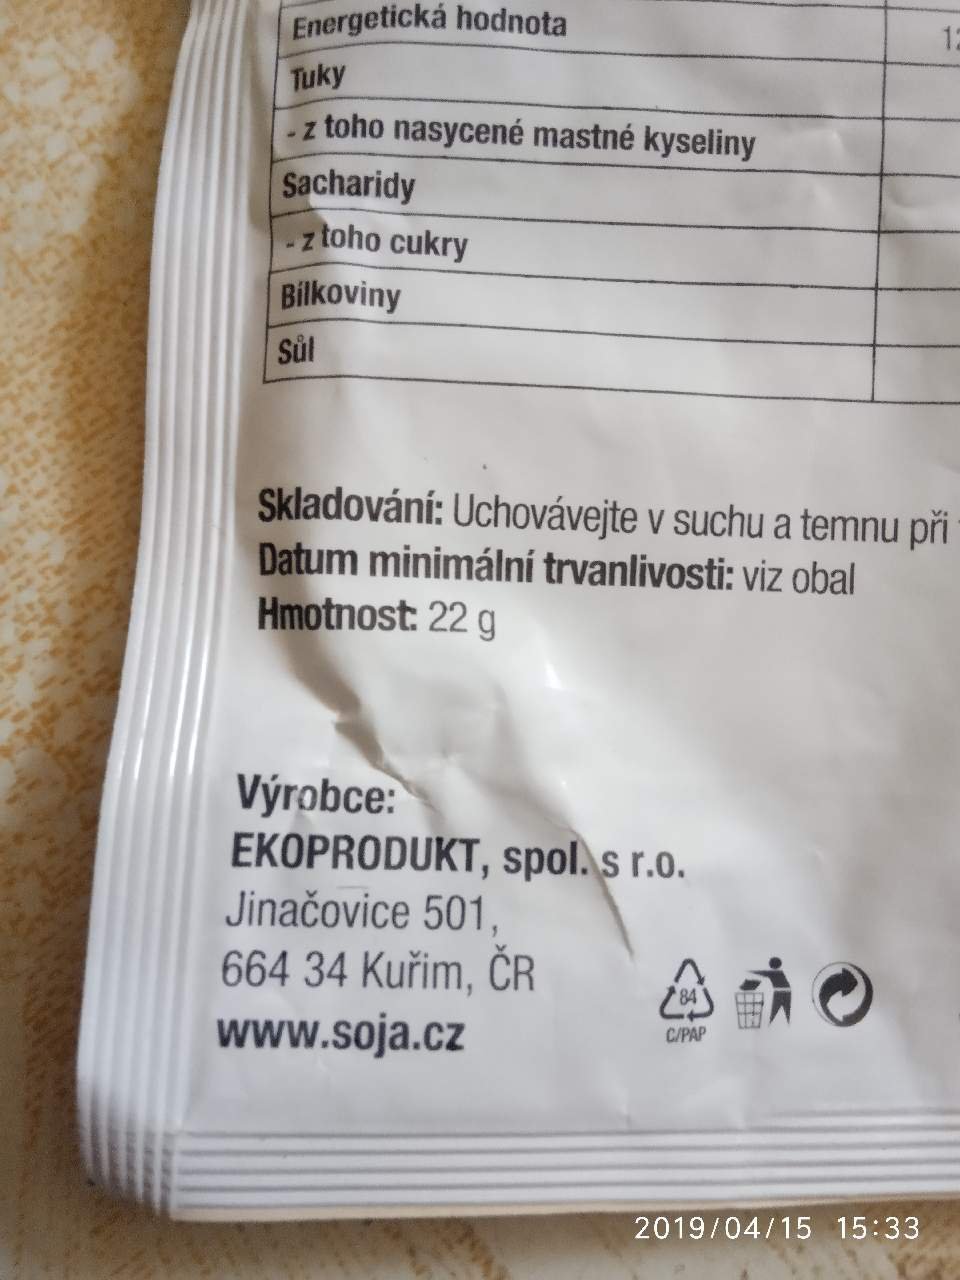 Energetická hodnota
Tuky
- z toho nasycené mastné kyseliny
Sacharidy
- z toho cukry
Bílkoviny
Sůl
Skladování: Uchovávejte v suchu a temnu při
Datum minimální trvanlivosti: viz obal
Hmotnost: 22 g
Výrobce:
EKOPRODUKT, spol. s r.o.
Jinačovice 501,
664 34 Kuřim, ČR
www.soja.cz
84
C/PAP
2019/04/15 15:33